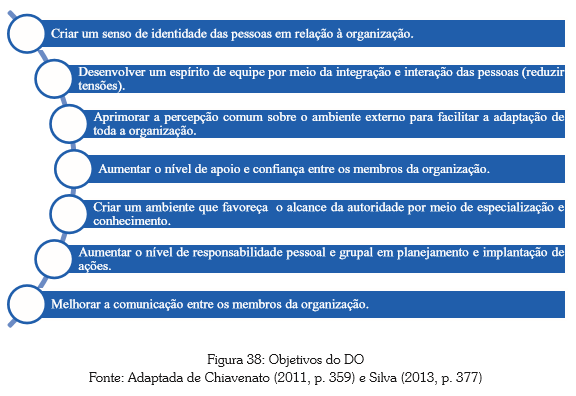 Criar um senso de identidade das pessoas em relação à organização.
Desenvolver um espírito de equipe por meio da integração e interação das pessoas (reduzir
tensões).
Aprimorar a percepção comum sobre o ambiente externo para facilitar a adaptação de
toda a organização.
Aumentar o nível de apoio e confiança entre os membros da organização.
Criar um ambiente que favoreça o alcance da autoridade por meio de especialização e
conhecimento.
Aumentar o nível de responsabilidade pessoal e grupal em planejamento e implantação de
ações.
Melhorar a comunicação entre os membros da organização.
Figura 38: Objetivos do DO
Fonte: Adaptada de Chiavenato (2011, p. 359) e Silva (2013, p. 377)